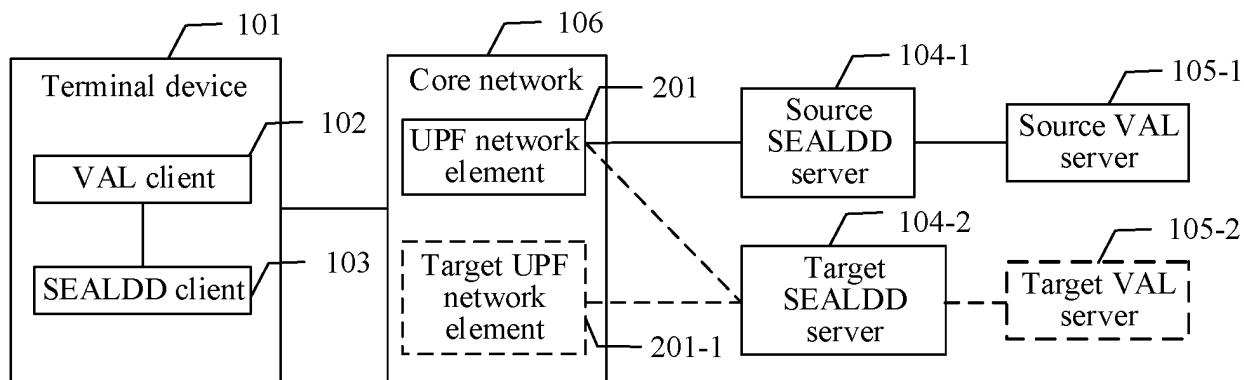 101
106
104-1
105-1
Terminal device
Core network
201
102
Source
SEALDD
server
Source VAL
server
UPF network
element
VAL client
104-2
105-2
103
SEALDD client
Target UPF
network
element
Target
SEALDD
server
Target VAL
server
201-1